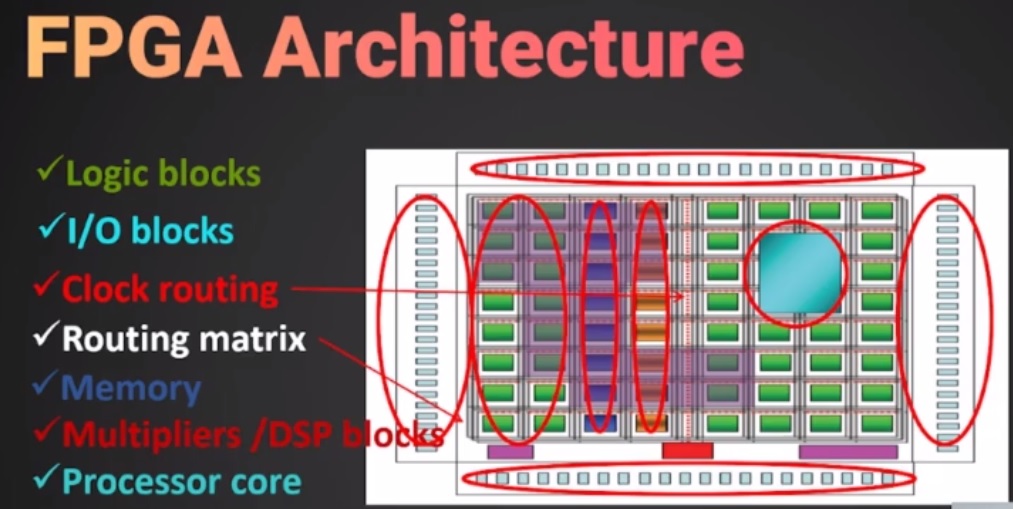 FPGA Architecture
✓Logic blocks
✓I/O blocks
✓Clock routing
✓Routing matrix
✓Memory
✓Multipliers /DSP blocks
✓Processor core